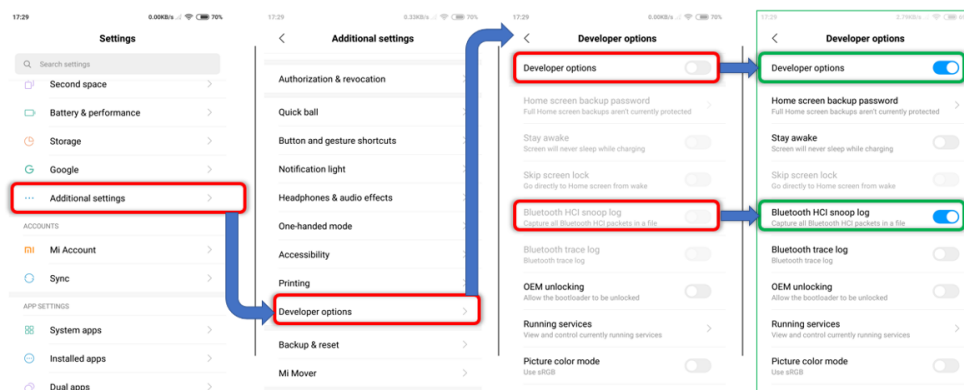 17:29
0.00KB/s
70%
Settings
Search settings
Second space
Battery & performance
Storage
Google
Additional settings
ACCOUNTS
Mi Account
Sync
APP SETTINGS
System apps
Installed apps
Dual apps
17:29
0.33KB/s
70%
Additional settings
Authorization & revocation
Quick ball
Button and gesture shortcuts
Notification light
Headphones & audio effects
One-handed mode
Accessibility
Printing
Developer options
Backup & reset
Mi Mover
17:29
0.00KB/s
70%
Developer options
Developer options
Home screen backup password
Full Home screen backups aren't currently protected
Stay awake
Screen will never sleep while charging
Skip screen lock
Go directly to Home screen from wake
Bluetooth HCI snoop log
Capture all Bluetooth HCI packets in a file
Bluetooth trace log
Bluetooth trace log
OEM unlocking
Allow the bootloader to be unlocked
Running services
View and control currently running services
Picture color mode
Use sRGB
17:29
Developer options
Developer options
Home screen backup password
Full Home screen backups aren't currently protected
Stay awake
Screen will never sleep while charging
Skip screen lock
Go directly to Home screen from wake
Bluetooth HCI snoop log
Capture all Bluetooth HCI packets in a file
Bluetooth trace log
Bluetooth trace log
OEM unlocking
Allow the bootloader to be unlocked
Running services
View and control currently running services
Picture color mode
Use sRGB